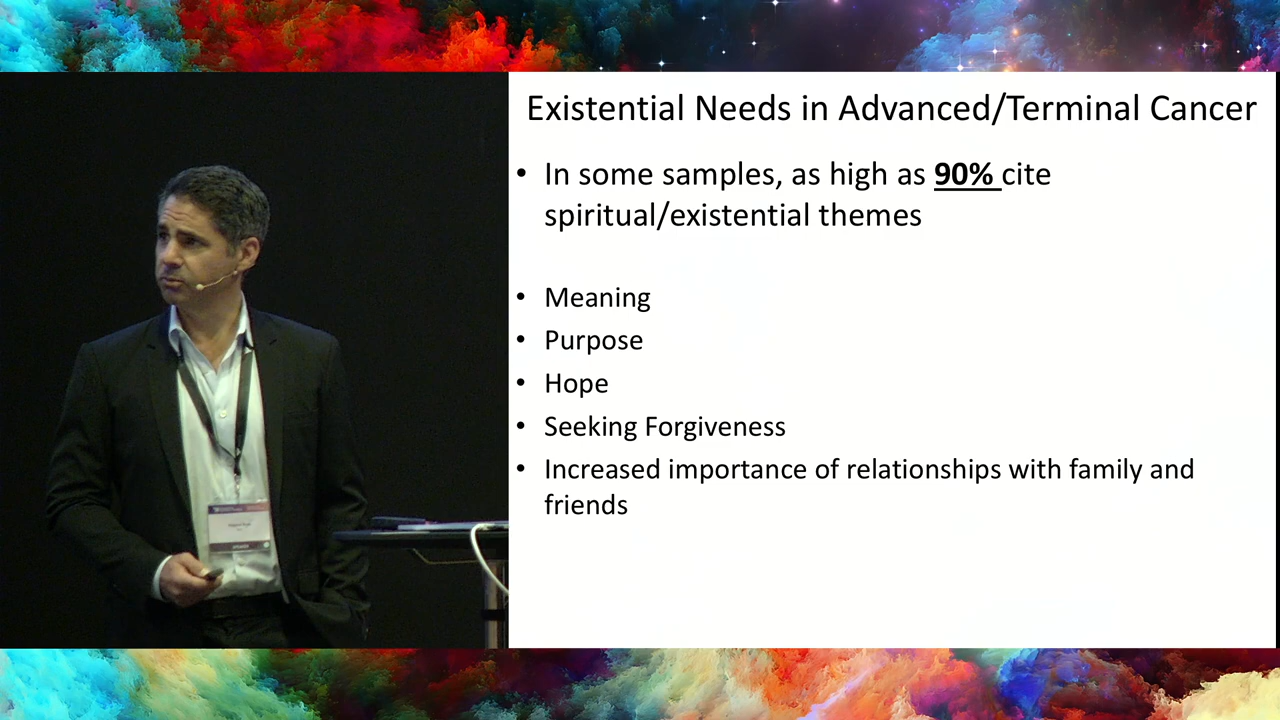 Existential Needs in Advanced/Terminal Cancer
• In some samples, as high as 90% cite
spiritual/existential themes
• Meaning
• Purpose
• Hope
• Seeking Forgiveness
• Increased importance of relationships with family and
friends